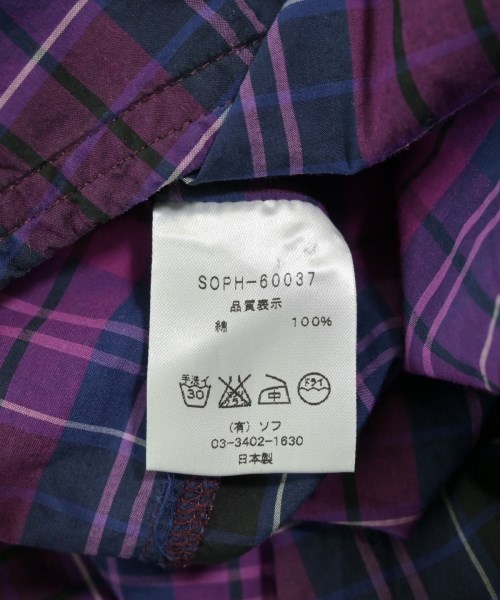 SOPH-60037
品質表示
綿 100%
手洗イ 30 中 ドライ
(有) ソフ
03-3402-1630
日本製